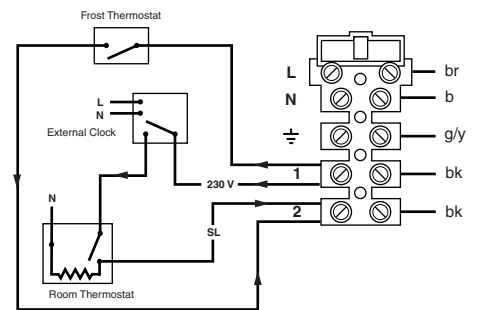 Frost Thermostat
L
N
External Clock
L
br
N
b
g/y
1
bk
230 V
2
bk
N
SL
Room Thermostat